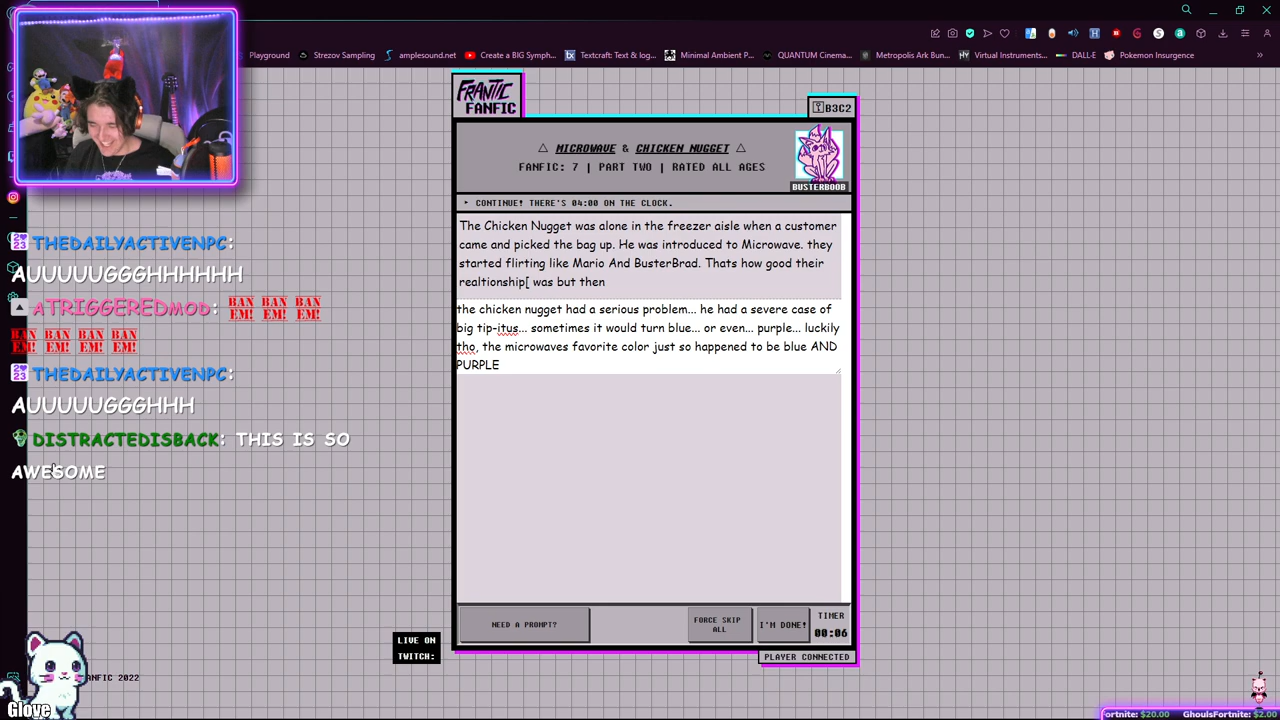 Playground
Strezov Sampling
amplesound.net
Create a BIG Symph...
Textcraft: Text & log...
Minimal Ambient P...
QUANTUM Cinema...
Metropolis Ark Bun...
Virtual Instruments...
DALL-E
Pokemon Insurgence
FRANTIC
FANFIC
B3C2
△ MICROWAVE & CHICKEN NUGGET △
FANFIC: 7 | PART TWO | RATED ALL AGES
BUSTERBOOB
CONTINUE! THERE'S 04:00 ON THE CLOCK.
The Chicken Nugget was alone in the freezer aisle when a customer
came and picked the bag up. He was introduced to Microwave. they
started flirting like Mario And BusterBrad. Thats how good their
realtionship[ was but then
the chicken nugget had a serious problem... he had a severe case of
big tip-itus... sometimes it would turn blue... or even... purple... luckily
tho, the microwaves favorite color just so happened to be blue AND
PURPLE
THEDAILYACTIVENPC:
AUUUUUGGGHHHHHH
ATRIGGEREDMOD: BAN EM! BAN EM! BAN EM!
BAN EM! BAN EM! BAN EM! BAN EM!
THEDAILYACTIVENPC:
AUUUUUGGGHHH
DISTRACTEDISBACK: THIS IS SO
AWESOME
NEED A PROMPT?
FORCE SKIP
ALL
I'M DONE!
TIMER
00:06
LIVE ON
TWITCH:
PLAYER CONNECTED
ANFIC 2022
Glove
ortnite: $20.00 GhoulsFortnite: $2.00